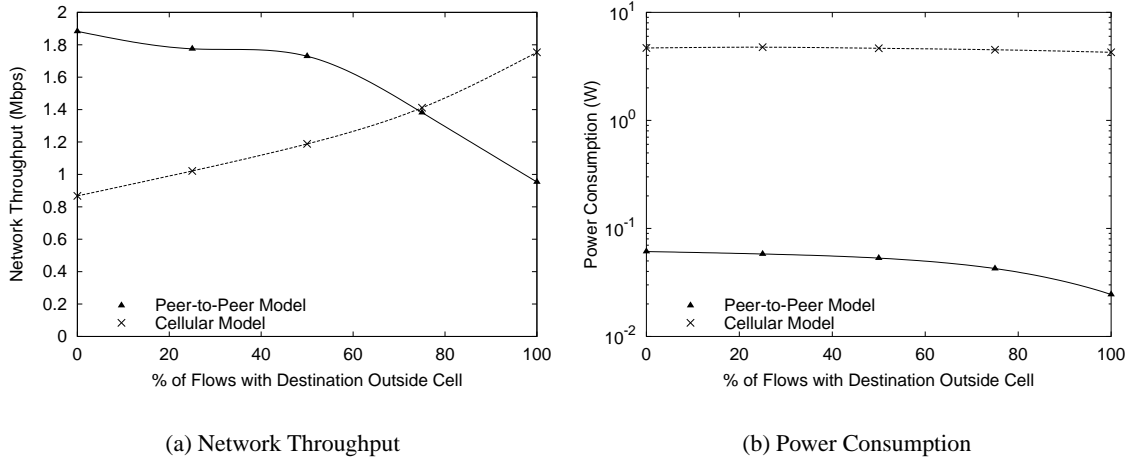 2
1.8
1.6
1.4
1.2
1
0.8
0.6
0.4
0.2
0
Network Throughput (Mbps)
Peer-to-Peer Model
Cellular Model
0 20 40 60 80 100
% of Flows with Destination Outside Cell
(a) Network Throughput
10^1
10^0
10^-1
10^-2
Power Consumption (W)
Peer-to-Peer Model
Cellular Model
0 20 40 60 80 100
% of Flows with Destination Outside Cell
(b) Power Consumption